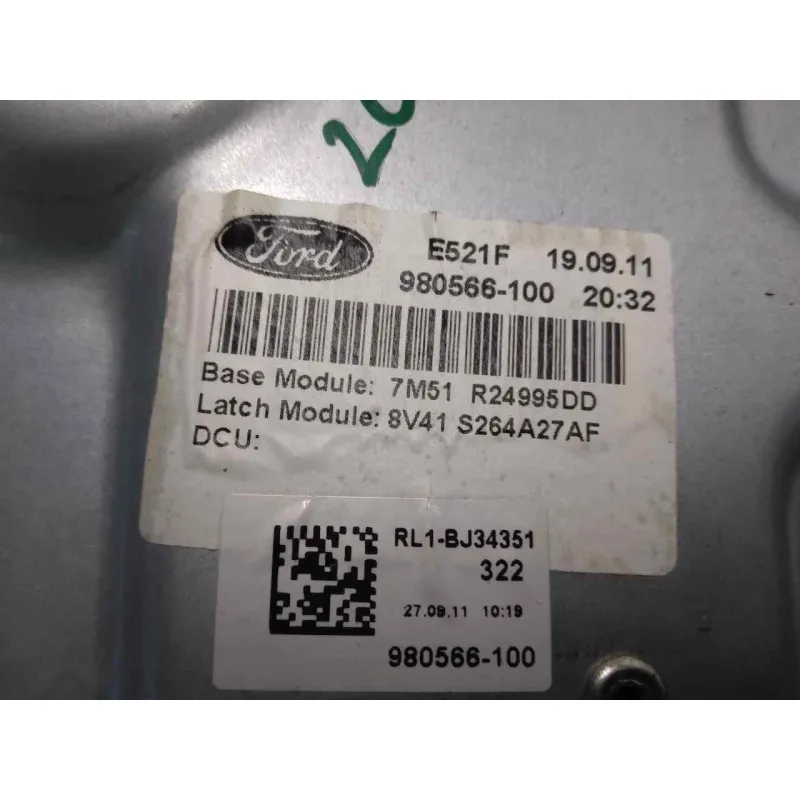 20
Ford
E521F 19.09.11
980566-100 20:32
Base Module: 7M51 R24995DD
Latch Module: 8V41 S264A27AF
DCU:
RL1-BJ34351
322
27.09.11 10:19
980566-100